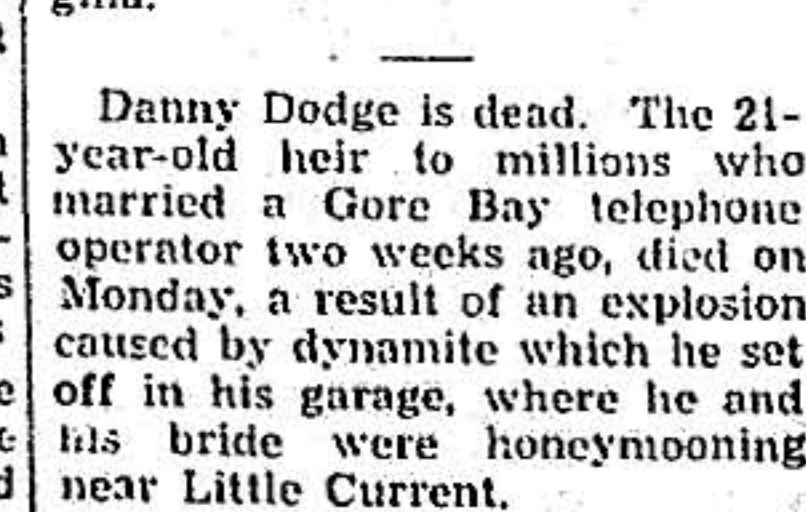 Danny Dodge is dead. The 21-
year-old heir to millions who
married a Gore Bay telephone
operator two weeks ago, died on
Monday, a result of an explosion
caused by dynamite which he set
off in his garage, where he and
his bride were honeymooning
near Little Current.